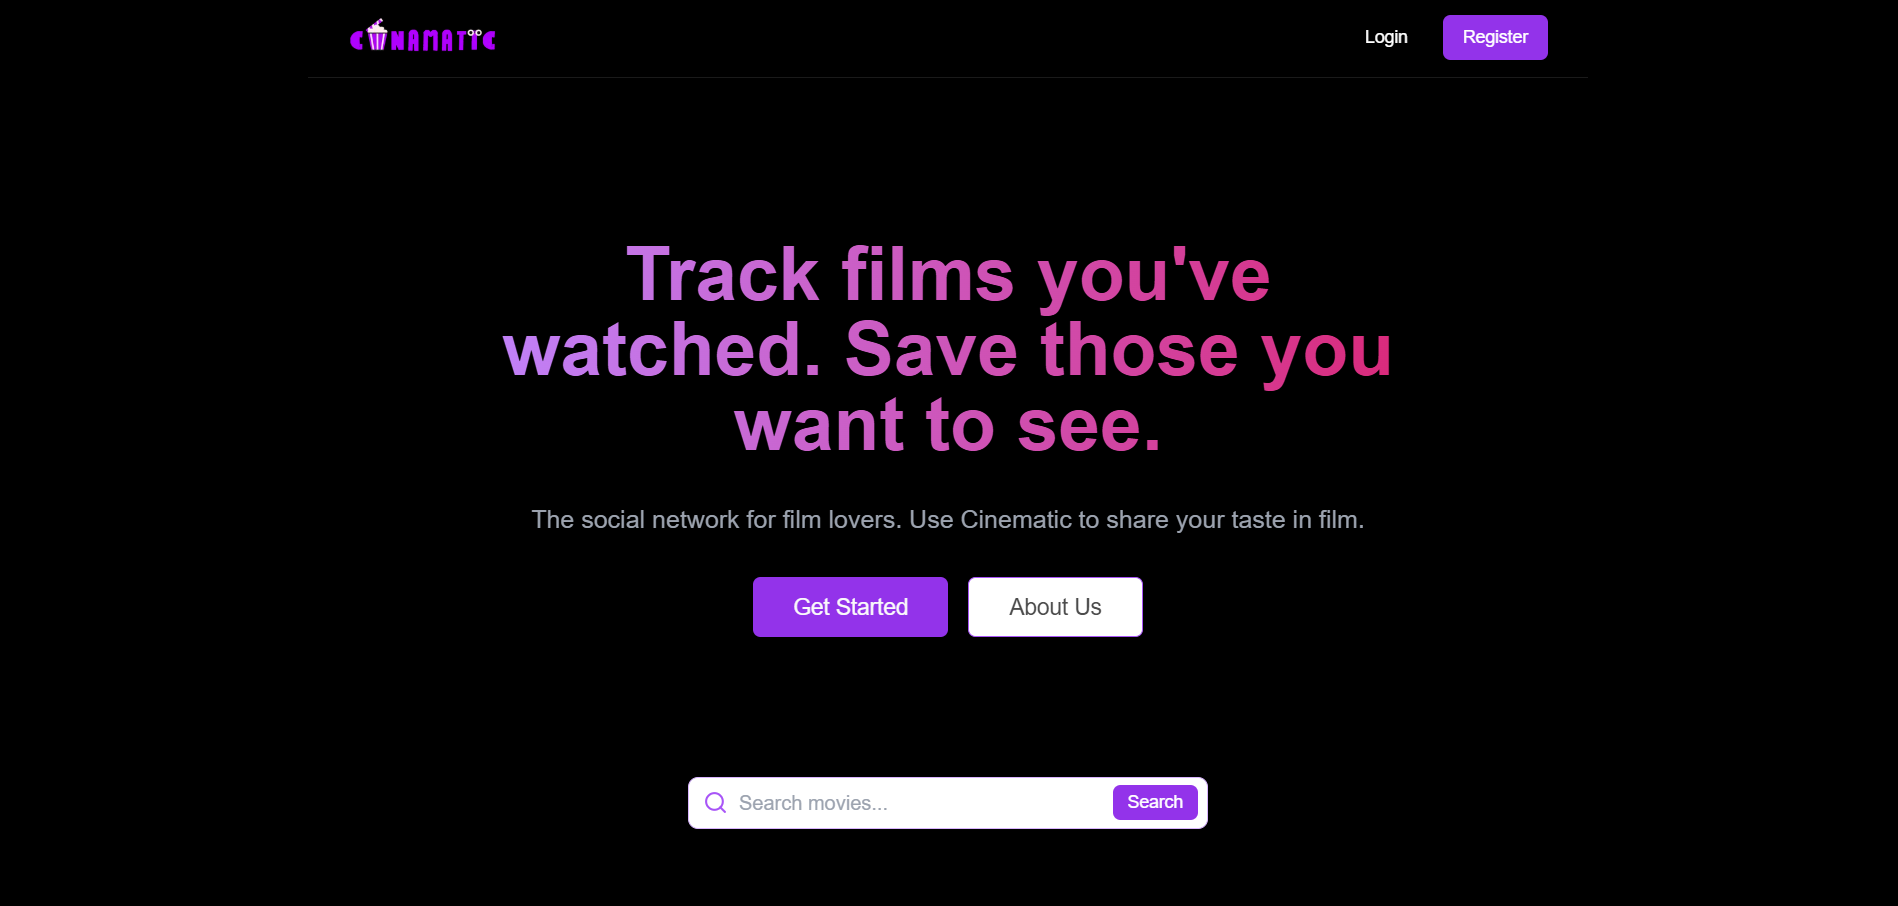 CINAMATIC
Login
Register
Track films you've
watched. Save those you
want to see.
The social network for film lovers. Use Cinematic to share your taste in film.
Get Started
About Us
Search movies...
Search